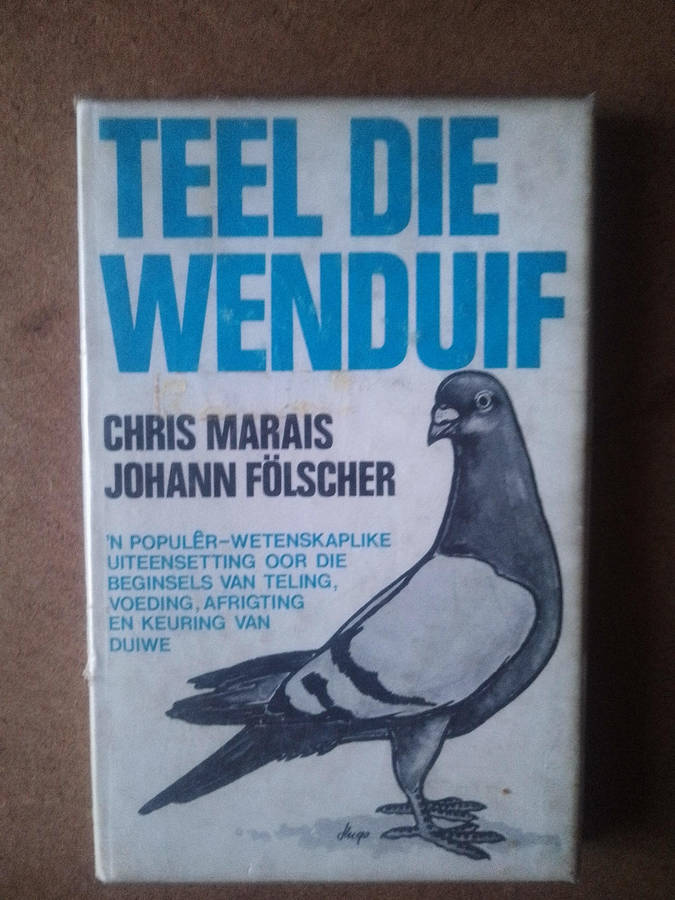 TEEL DIE
WENDUIF
CHRIS MARAIS
JOHANN FÖLSCHER
'N POPULÊR-WETENSKAPLIKE
UITEENSETTING OOR DIE
BEGINSELS VAN TELING,
VOEDING, AFRIGTING
EN KEURING VAN
DUIWE
Hugo